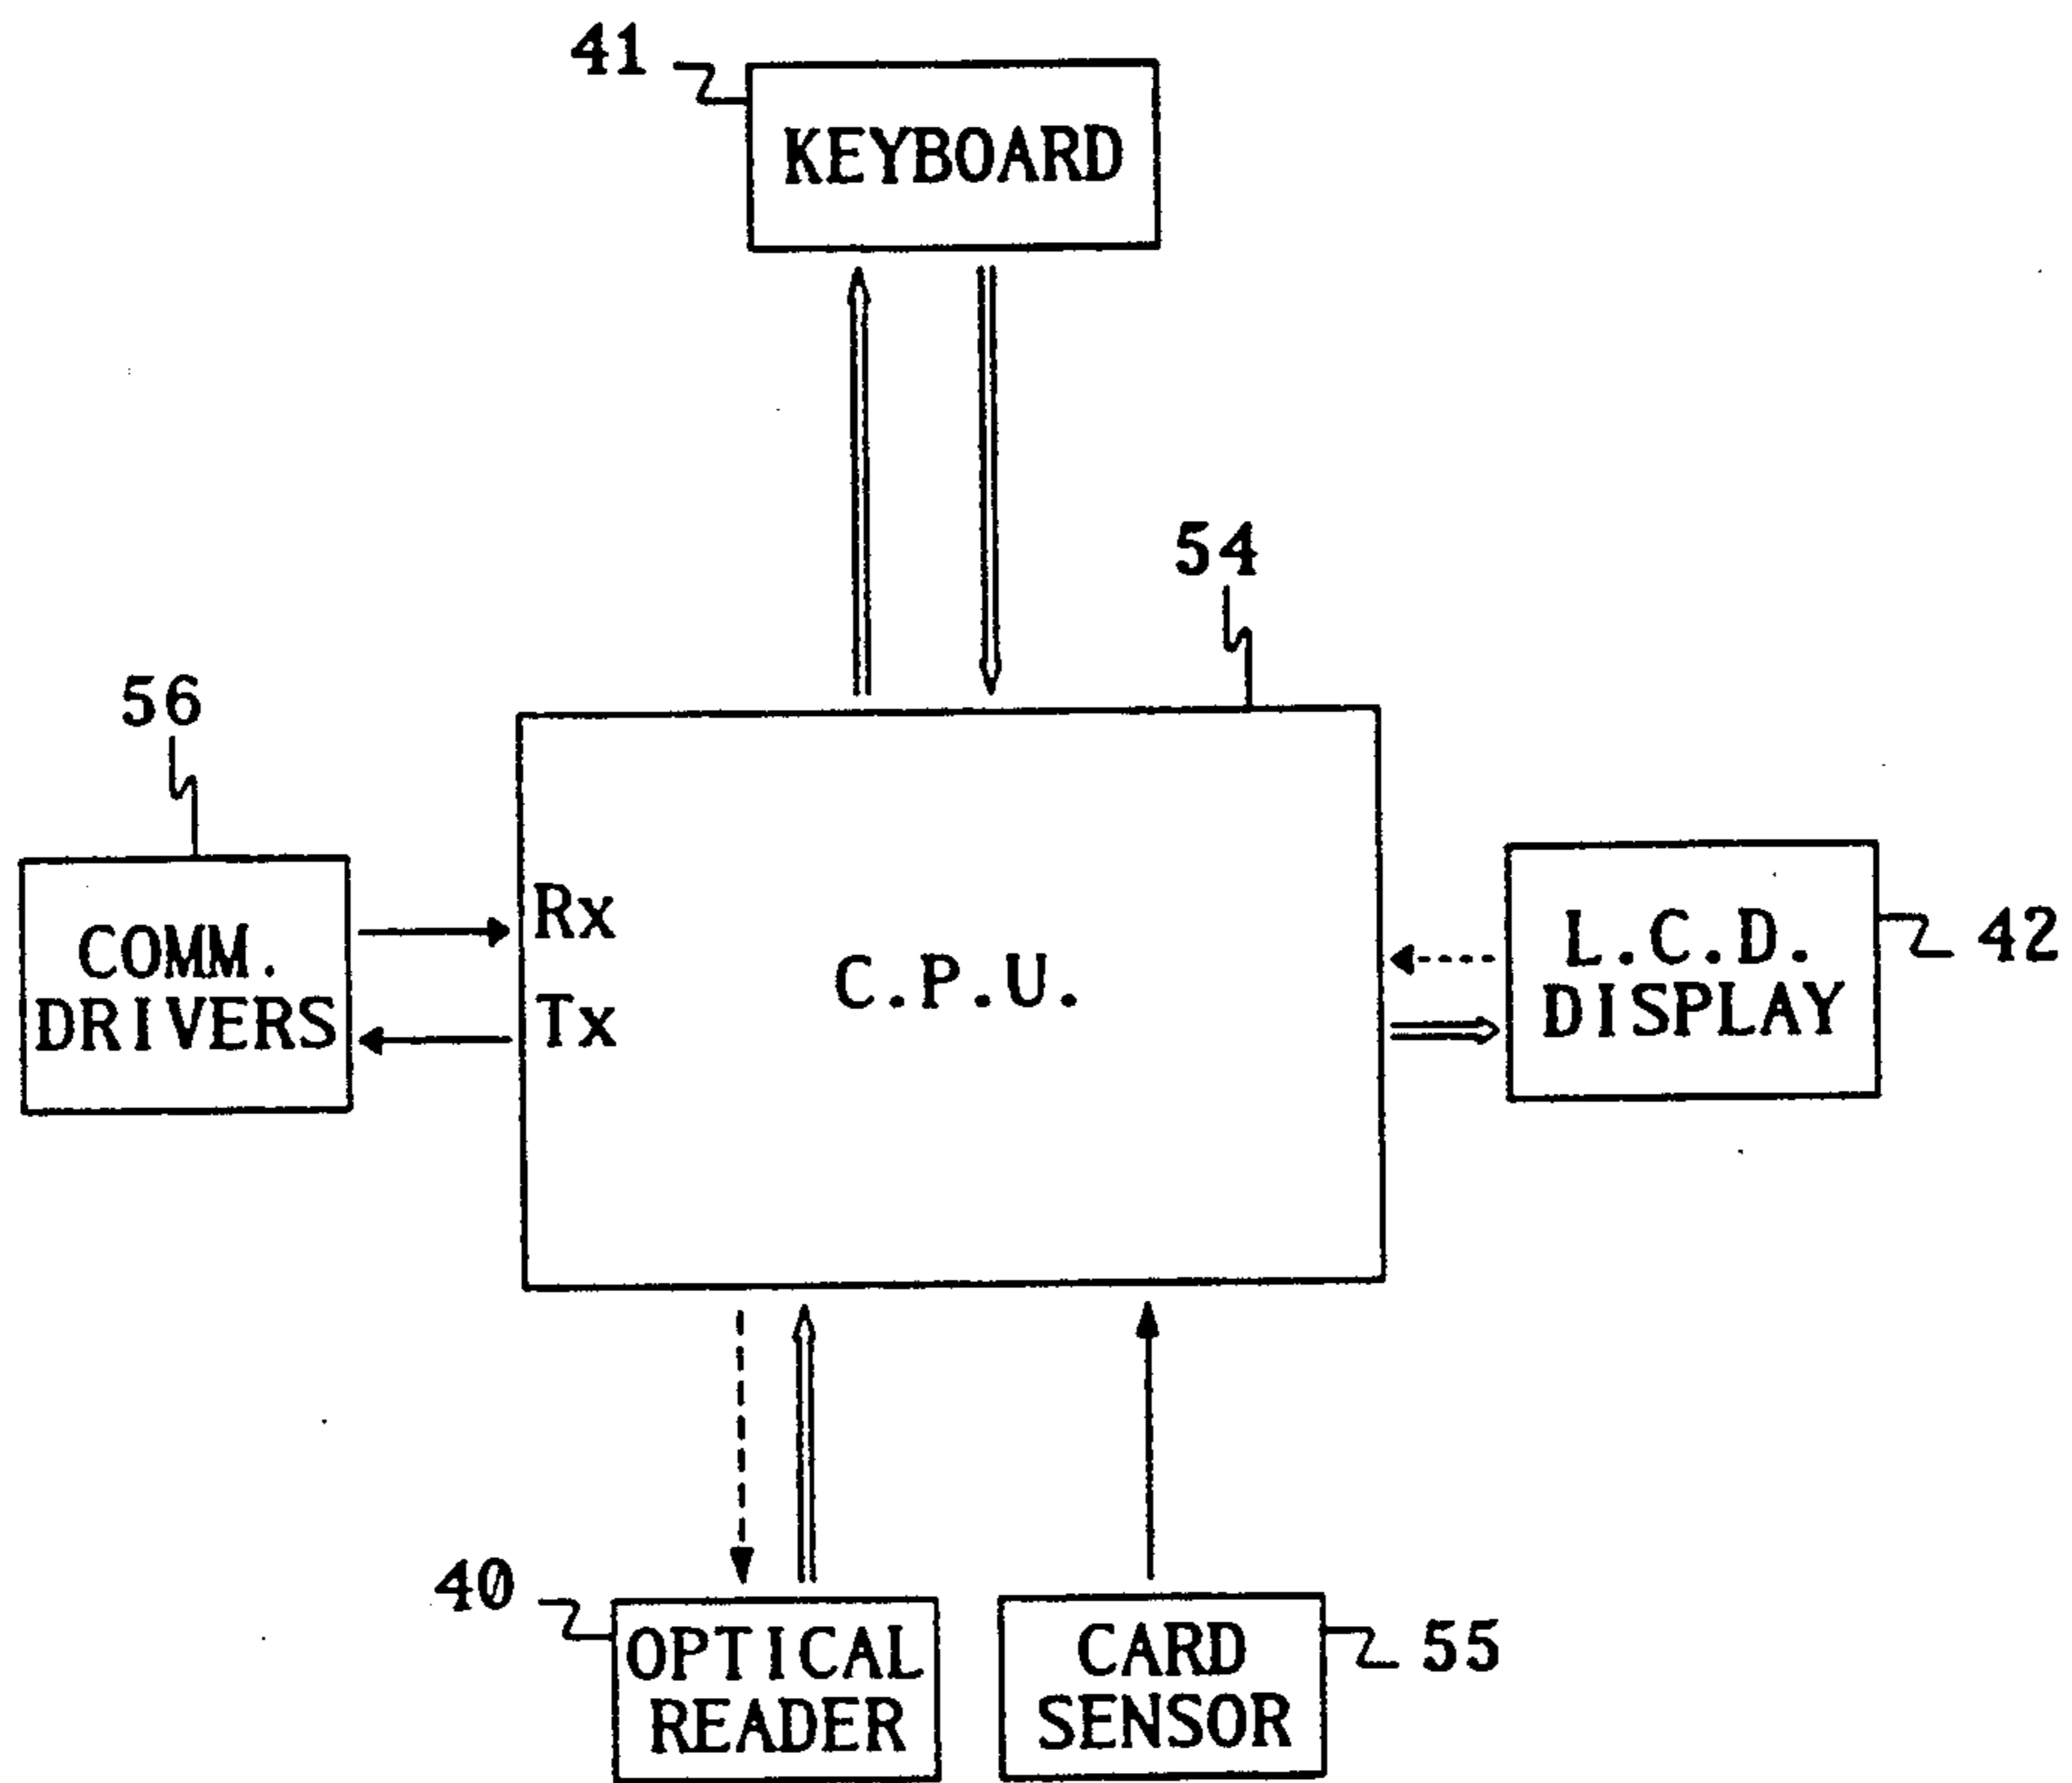 41
KEYBOARD
54
56
COMM.
DRIVERS
Rx
Tx
C.P.U.
L.C.D.
DISPLAY
42
40
OPTICAL
READER
CARD
SENSOR
55